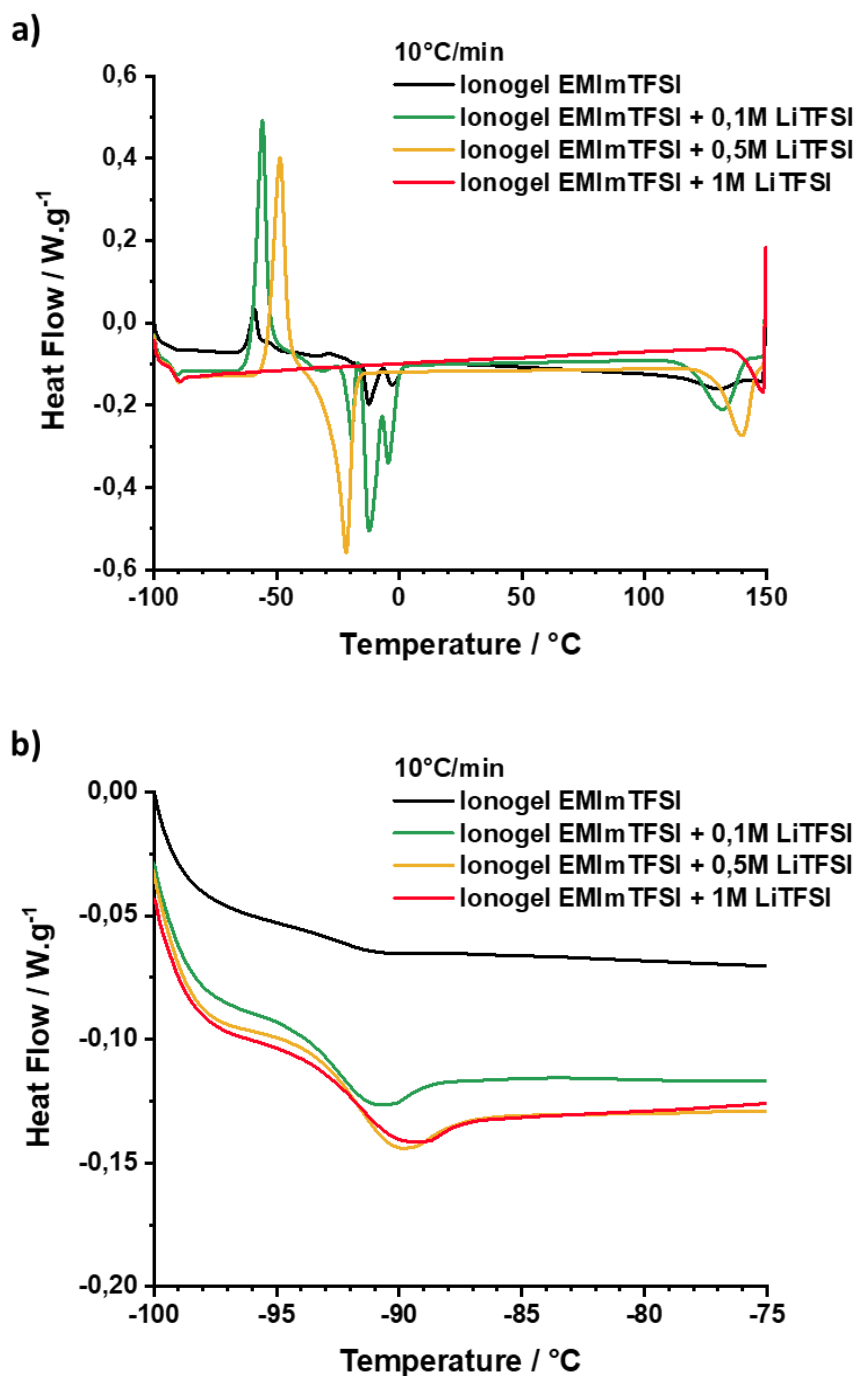 a)
10°C/min
Ionogel EMImTFSI
Ionogel EMImTFSI + 0,1M LiTFSI
Ionogel EMImTFSI + 0,5M LiTFSI
Ionogel EMImTFSI + 1M LiTFSI
Heat Flow / W.g-1
0,6
0,4
0,2
0,0
-0,2
-0,4
-0,6
-100 -50 0 50 100 150
Temperature / °C
b)
10°C/min
Ionogel EMImTFSI
Ionogel EMImTFSI + 0,1M LiTFSI
Ionogel EMImTFSI + 0,5M LiTFSI
Ionogel EMImTFSI + 1M LiTFSI
Heat Flow / W.g-1
0,00
-0,05
-0,10
-0,15
-0,20
-100 -95 -90 -85 -80 -75
Temperature / °C